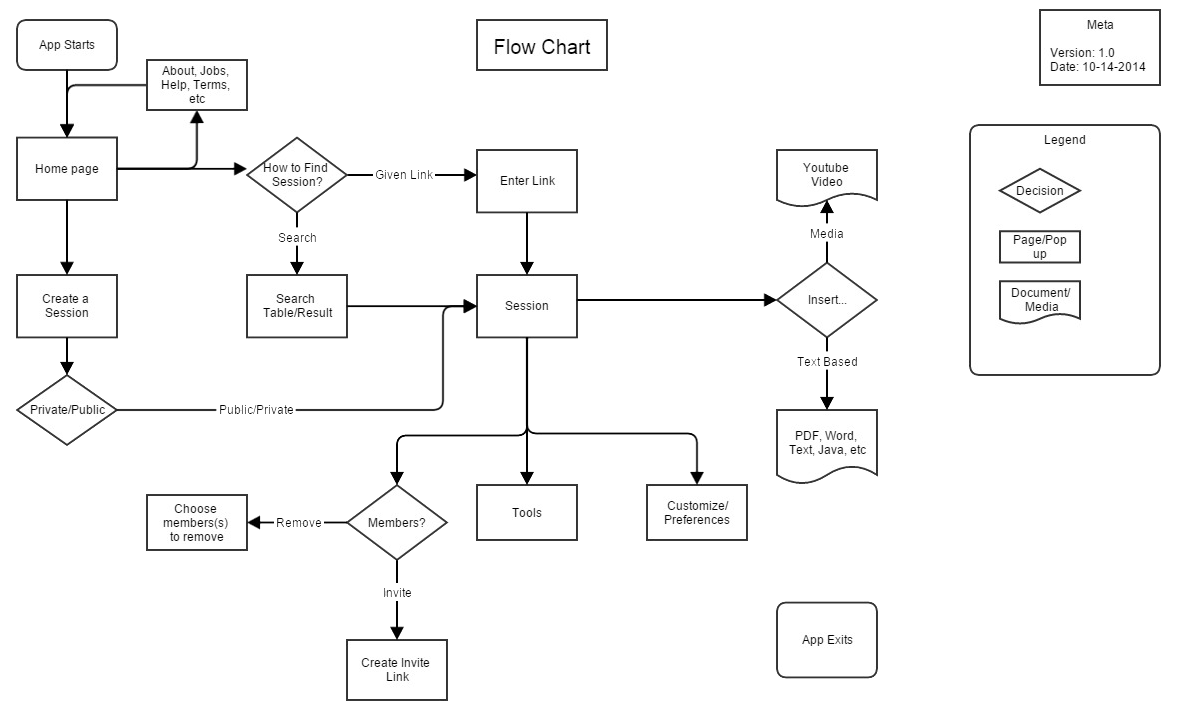 App Starts
Flow Chart
Meta
Version: 1.0
Date: 10-14-2014
About, Jobs,
Help, Terms,
etc
Legend
Decision
Page/Pop
up
Document/
Media
Home page
How to Find
Session?
Given Link
Enter Link
Youtube
Video
Search
Media
Create a
Session
Search
Table/Result
Session
Insert...
Text Based
Private/Public
Public/Private
PDF, Word,
Text, Java, etc
Choose
members(s)
to remove
Remove
Members?
Tools
Customize/
Preferences
Invite
Create Invite
Link
App Exits